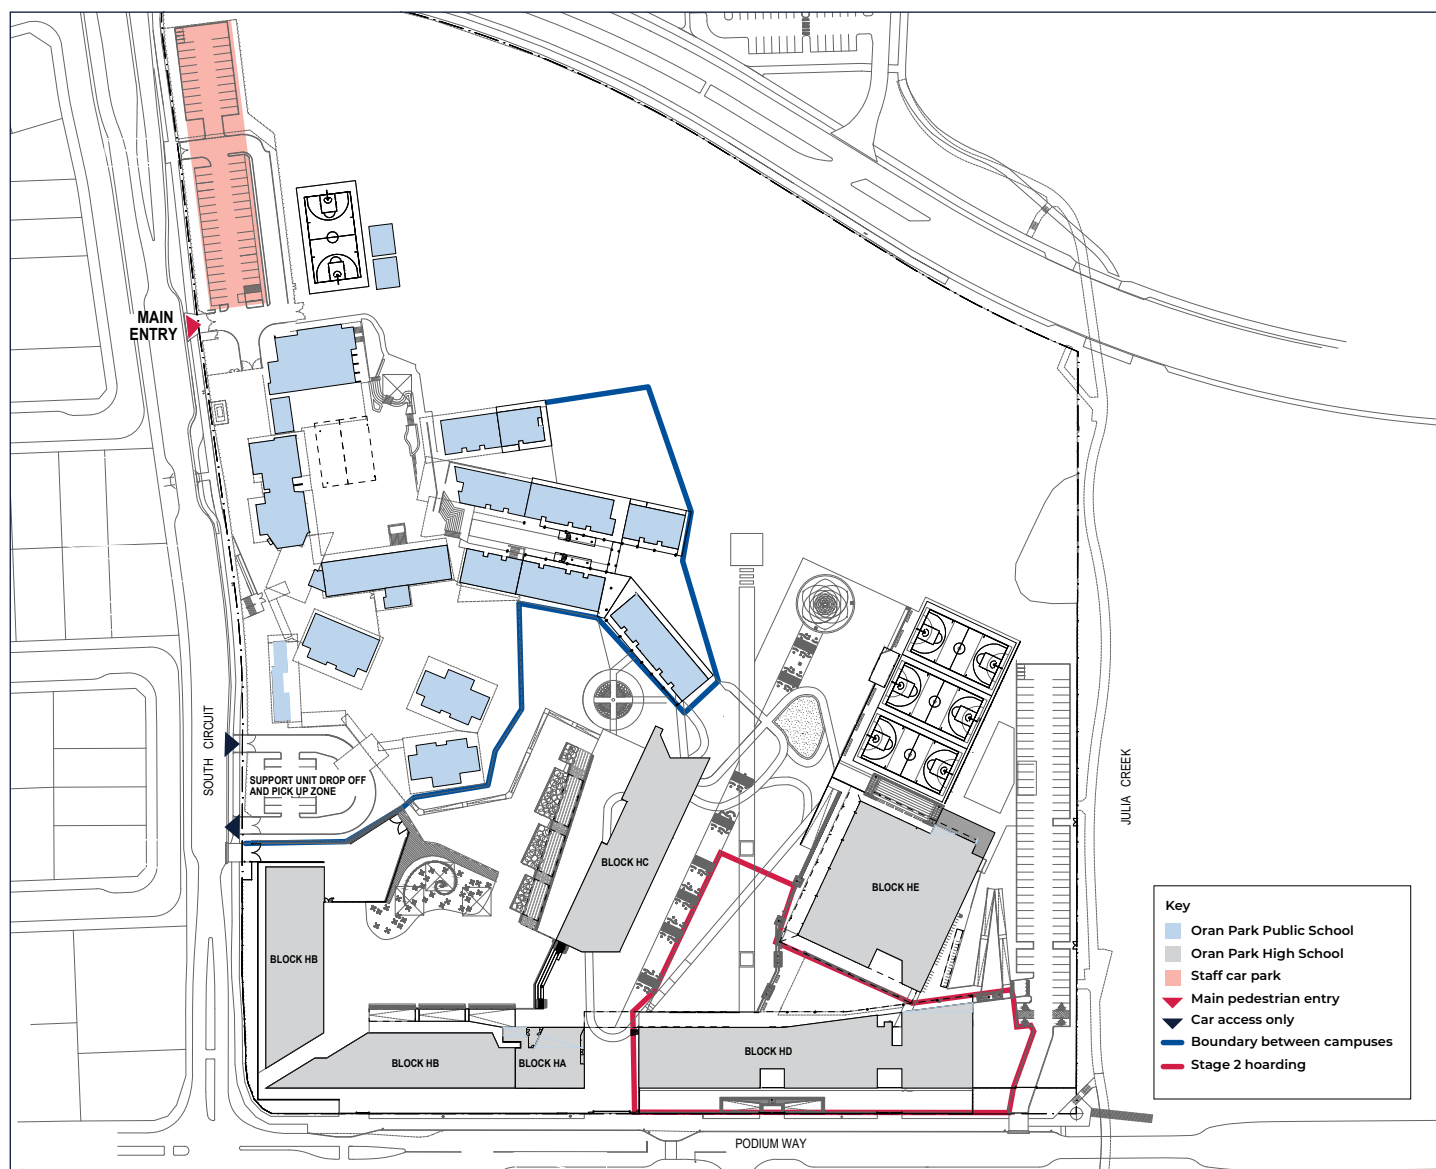 MAIN
ENTRY
SOUTH CIRCUIT
SUPPORT UNIT DROP OFF
AND PICK UP ZONE
JULIA CREEK
BLOCK HC
BLOCK HE
BLOCK HB
BLOCK HD
BLOCK HB
BLOCK HA
PODIUM WAY
Key
Oran Park Public School
Oran Park High School
Staff car park
Main pedestrian entry
Car access only
Boundary between campuses
Stage 2 hoarding